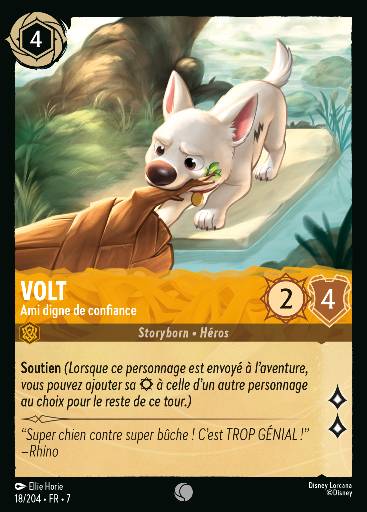 4
VOLT
Ami digne de confiance
2
4
Storyborn • Héros
Soutien (Lorsque ce personnage est envoyé à l’aventure,
vous pouvez ajouter sa à celle d’un autre personnage
au choix pour le reste de ce tour.)
“Super chien contre super bûche ! C’est TROP GÉNIAL !”
–Rhino
Ellie Horie
18/204 • FR • 7
Disney Lorcana
©Disney